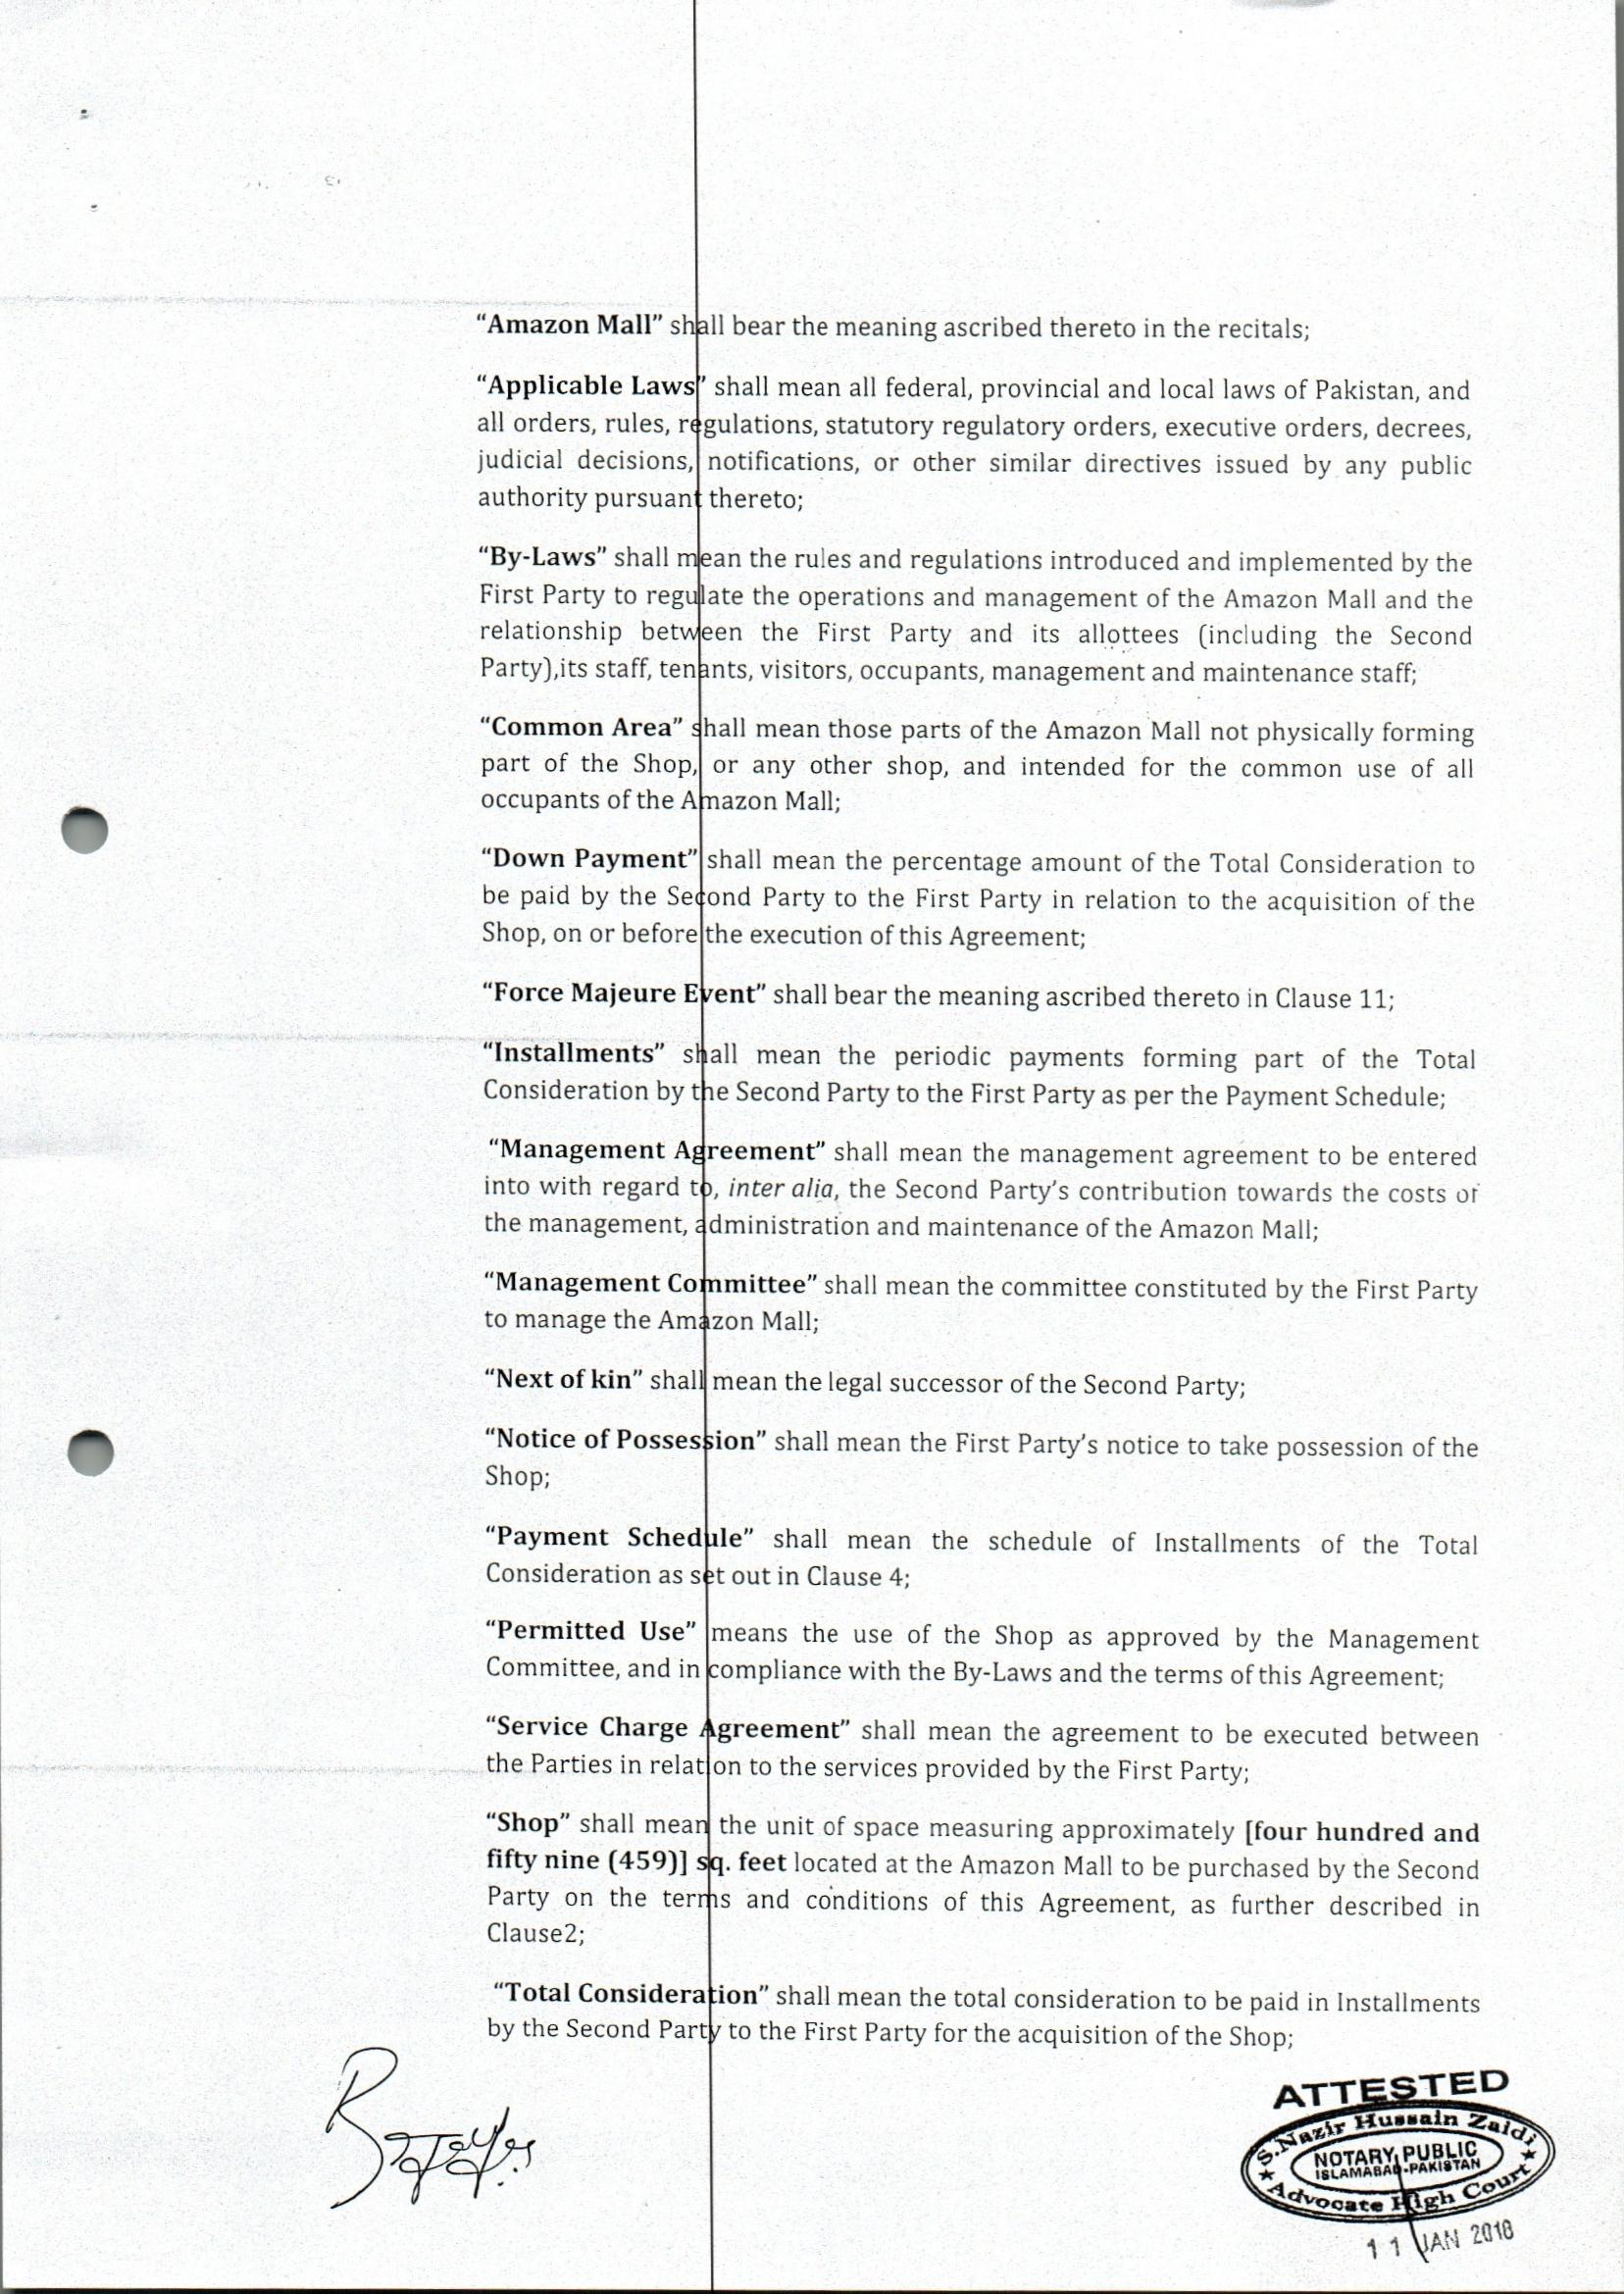 “Amazon Mall” shall bear the meaning ascribed thereto in the recitals;
“Applicable Laws” shall mean all federal, provincial and local laws of Pakistan, and
all orders, rules, regulations, statutory regulatory orders, executive orders, decrees,
judicial decisions, notifications, or other similar directives issued by any public
authority pursuant thereto;
“By-Laws” shall mean the rules and regulations introduced and implemented by the
First Party to regulate the operations and management of the Amazon Mall and the
relationship between the First Party and its allottees (including the Second
Party),its staff, tenants, visitors, occupants, management and maintenance staff;
“Common Area” shall mean those parts of the Amazon Mall not physically forming
part of the Shop, or any other shop, and intended for the common use of all
occupants of the Amazon Mall;
“Down Payment” shall mean the percentage amount of the Total Consideration to
be paid by the Second Party to the First Party in relation to the acquisition of the
Shop, on or before the execution of this Agreement;
“Force Majeure Event” shall bear the meaning ascribed thereto in Clause 11;
“Installments” shall mean the periodic payments forming part of the Total
Consideration by the Second Party to the First Party as per the Payment Schedule;
“Management Agreement” shall mean the management agreement to be entered
into with regard to, inter alia, the Second Party’s contribution towards the costs of
the management, administration and maintenance of the Amazon Mall;
“Management Committee” shall mean the committee constituted by the First Party
to manage the Amazon Mall;
“Next of kin” shall mean the legal successor of the Second Party;
“Notice of Possession” shall mean the First Party’s notice to take possession of the
Shop;
“Payment Schedule” shall mean the schedule of Installments of the Total
Consideration as set out in Clause 4;
“Permitted Use” means the use of the Shop as approved by the Management
Committee, and in compliance with the By-Laws and the terms of this Agreement;
“Service Charge Agreement” shall mean the agreement to be executed between
the Parties in relation to the services provided by the First Party;
“Shop” shall mean the unit of space measuring approximately [four hundred and
fifty nine (459)] sq. feet located at the Amazon Mall to be purchased by the Second
Party on the terms and conditions of this Agreement, as further described in
Clause2;
“Total Consideration” shall mean the total consideration to be paid in Installments
by the Second Party to the First Party for the acquisition of the Shop;
ATTESTED
S.Nazir Hussain Zaidi
NOTARY PUBLIC
ISLAMABAD-PAKISTAN
Advocate High Court
11 JAN 2018